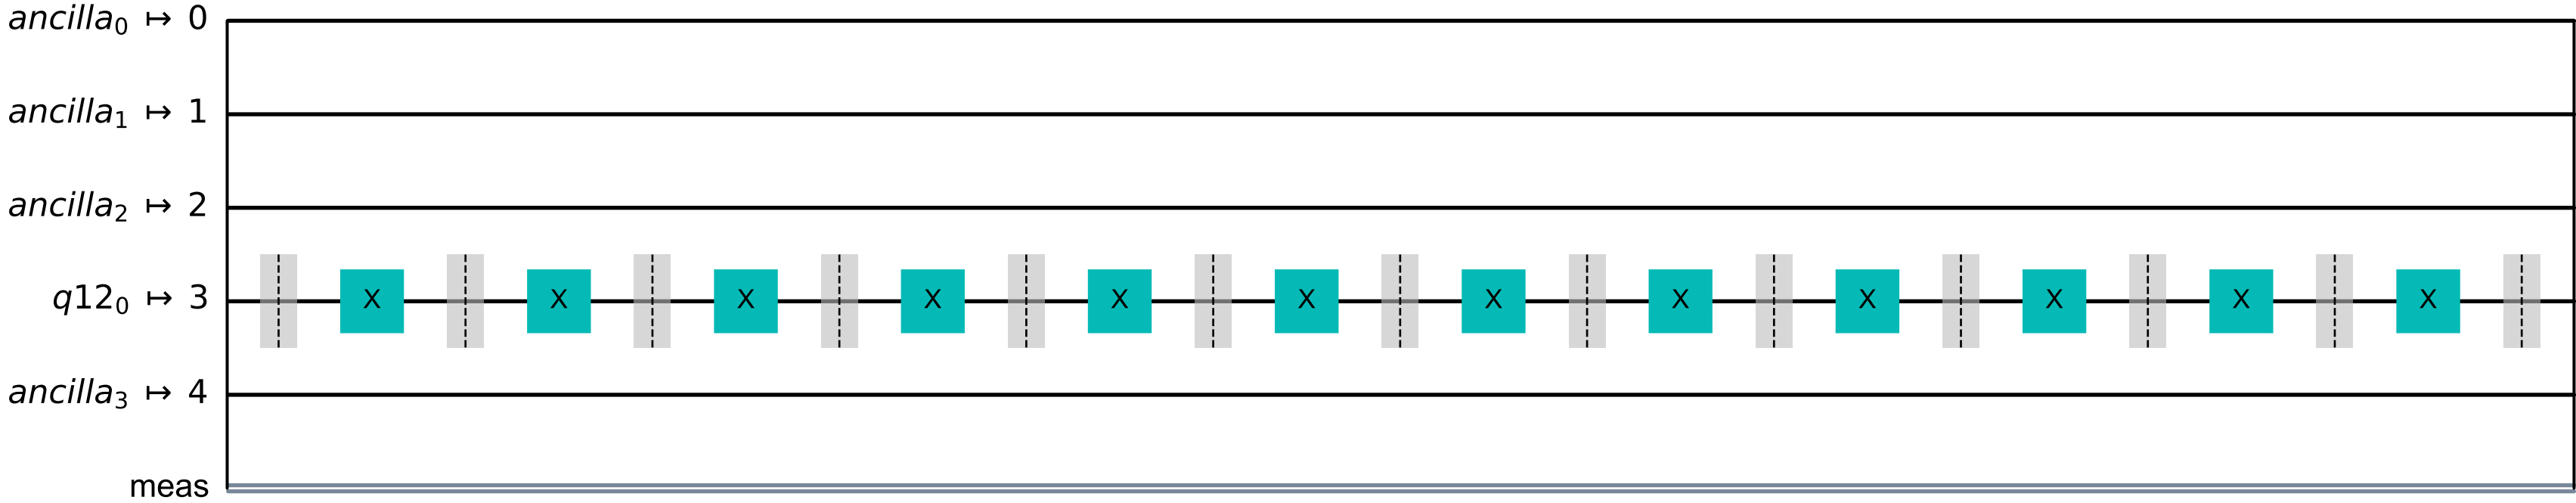 ancilla₀ ↦ 0
ancilla₁ ↦ 1
ancilla₂ ↦ 2
q12₀ ↦ 3 X X X X X X X X X X X X
ancilla₃ ↦ 4
meas